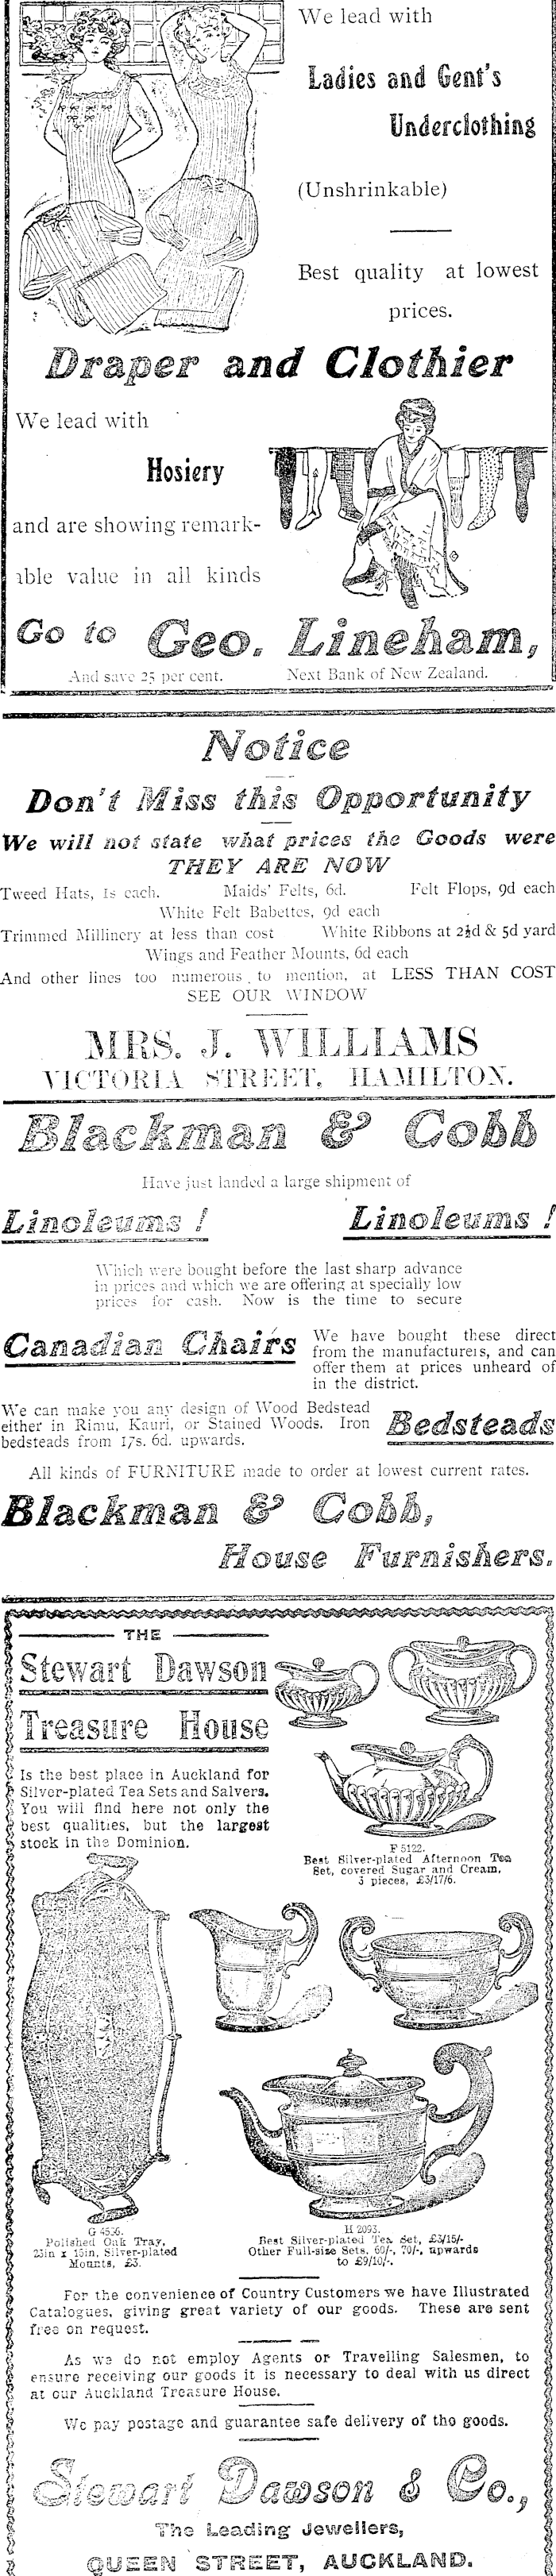 We lead with
Ladies and Gent's
Underclothing
(Unshrinkable)
Best quality at lowest
prices.
Draper and Clothier
We lead with
Hosiery
and are showing remark-
able value in all kinds
Go to Geo. Lineham,
And save 25 per cent. Next Bank of New Zealand.
Notice
Don't Miss this Opportunity
We will not state what prices the Goods were
THEY ARE NOW
Tweed Hats, 1s each. Maids' Felts, 6d. Felt Flops, 9d each
White Felt Babettes, 9d each
Trimmed Millinery at less than cost White Ribbons at 2½d & 5d yard
Wings and Feather Mounts, 6d each
And other lines too numerous to mention, at LESS THAN COST
SEE OUR WINDOW
MRS. J. WILLIAMS
VICTORIA STREET, HAMILTON.
Blackman & Cobb
Have just landed a large shipment of
Linoleums ! Linoleums !
Which were bought before the last sharp advance
in prices and which we are offering at specially low
prices for cash. Now is the time to secure
Canadian Chairs
We have bought these direct
from the manufacturers, and can
offer them at prices unheard of
in the district.
We can make you any design of Wood Bedstead
either in Rimu, Kauri, or Stained Woods. Iron
bedsteads from 17s. 6d. upwards.
Bedsteads
All kinds of FURNITURE made to order at lowest current rates.
Blackman & Cobb,
House Furnishers.
THE
Stewart Dawson
Treasure House
Is the best place in Auckland for
Silver-plated Tea Sets and Salvers.
You will find here not only the
best qualities, but the largest
stock in the Dominion.
F 5122.
Best Silver-plated Afternoon Tea
Set, covered Sugar and Cream,
3 pieces, £3/17/6.
G 4536.
Polished Oak Tray,
23in x 15in, Silver-plated
Mounts, £3.
H 2093.
Best Silver-plated Tea Set, £3/15/-
Other Full-size Sets, 60/-, 70/-, upwards
to £9/10/-.
For the convenience of Country Customers we have Illustrated
Catalogues, giving great variety of our goods. These are sent
free on request.
As we do not employ Agents or Travelling Salesmen, to
ensure receiving our goods it is necessary to deal with us direct
at our Auckland Treasure House.
We pay postage and guarantee safe delivery of the goods.
Stewart Dawson & Co.,
The Leading Jewellers,
QUEEN STREET, AUCKLAND.